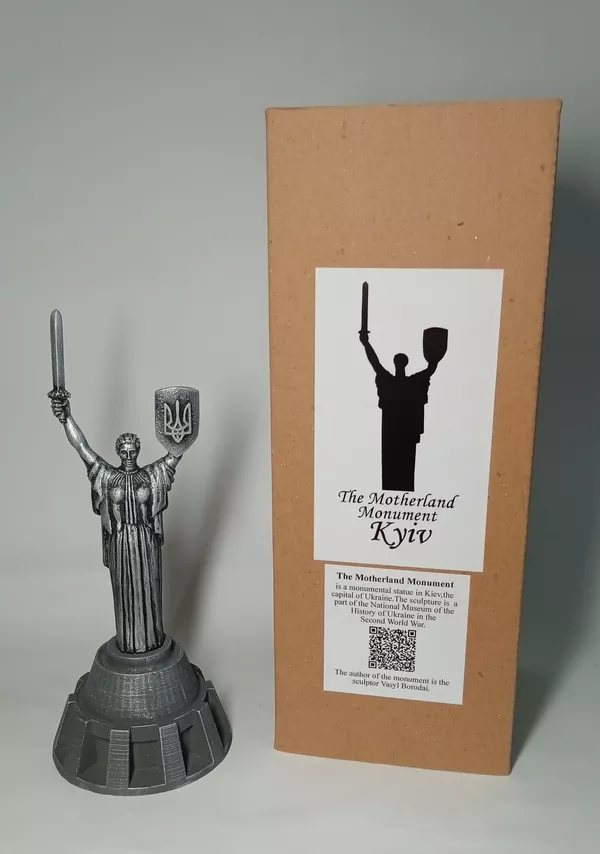 The Motherland
Monument
Kyiv
The Motherland Monument
is a monumental statue in Kiev,the
capital of Ukraine.The sculpture is a
part of the National Museum of the
History of Ukraine in the
Second World War.
The author of the monument is the
sculptor Vasyl Borodai.